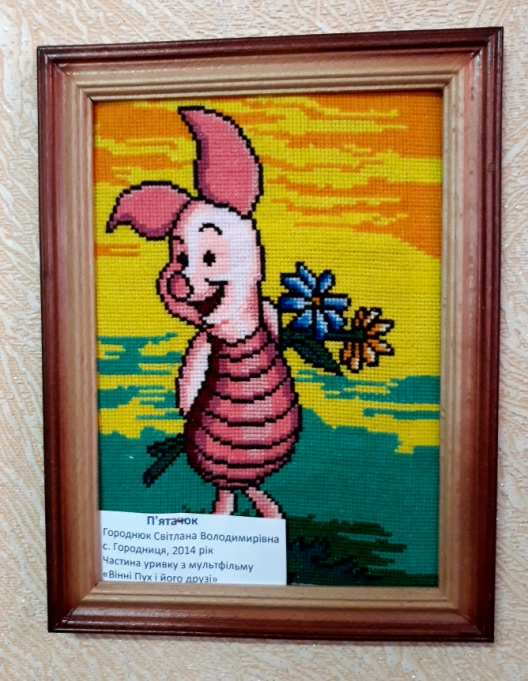 П'ятачок
Городнюк Світлана Володимирівна
с. Городниця, 2014 рік
Частина уривку з мультфільму
«Вінні Пух і його друзі»